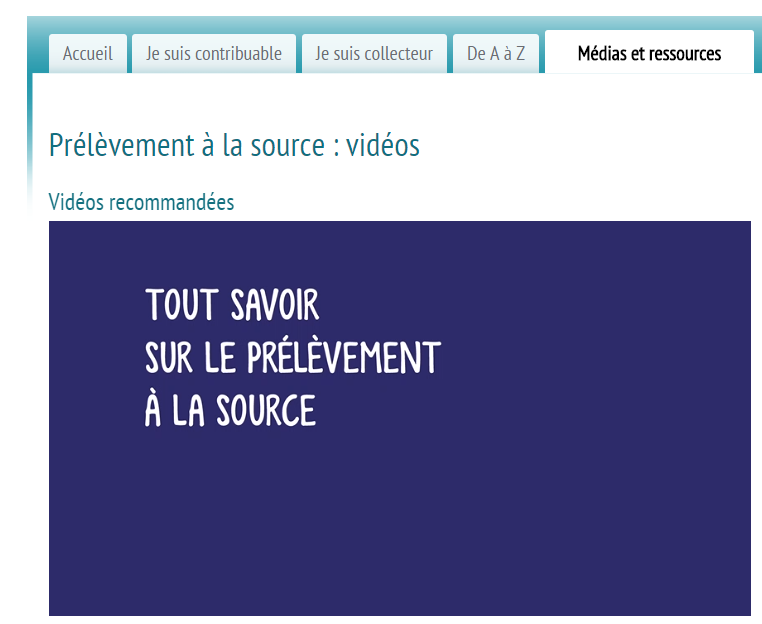 Accueil Je suis contribuable Je suis collecteur De A à Z Médias et ressources
Prélèvement à la source : vidéos
Vidéos recommandées
TOUT SAVOIR
SUR LE PRÉLÈVEMENT
À LA SOURCE